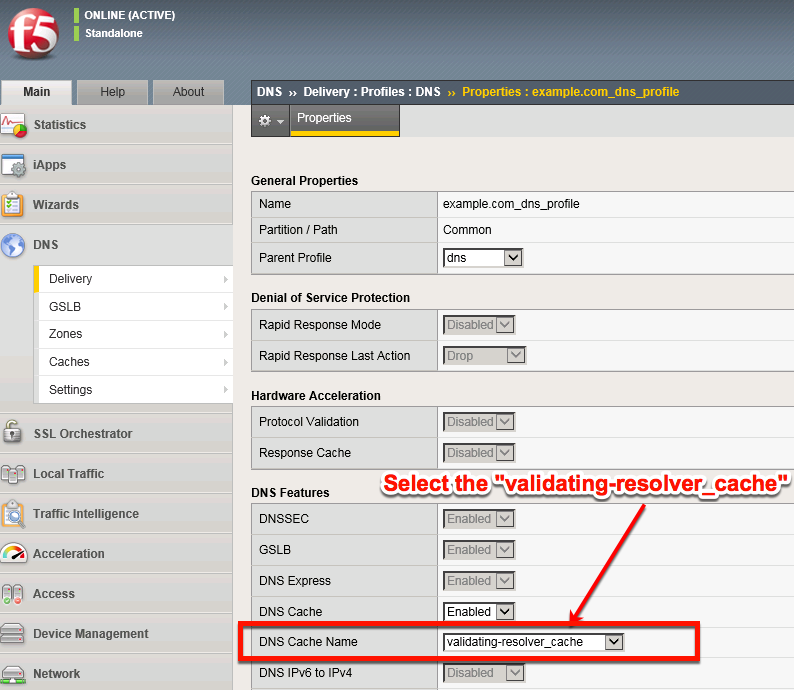 f5
ONLINE (ACTIVE)
Standalone
Main Help About
DNS ›› Delivery : Profiles : DNS ›› Properties : example.com_dns_profile
Properties
Statistics
iApps
Wizards
DNS
Delivery
GSLB
Zones
Caches
Settings
SSL Orchestrator
Local Traffic
Traffic Intelligence
Acceleration
Access
Device Management
Network
General Properties
Name example.com_dns_profile
Partition / Path Common
Parent Profile dns
Denial of Service Protection
Rapid Response Mode Disabled
Rapid Response Last Action Drop
Hardware Acceleration
Protocol Validation Disabled
Response Cache Disabled
Select the "validating-resolver_cache"
DNS Features
DNSSEC Enabled
GSLB Enabled
DNS Express Enabled
DNS Cache Enabled
DNS Cache Name validating-resolver_cache
DNS IPv6 to IPv4 Disabled